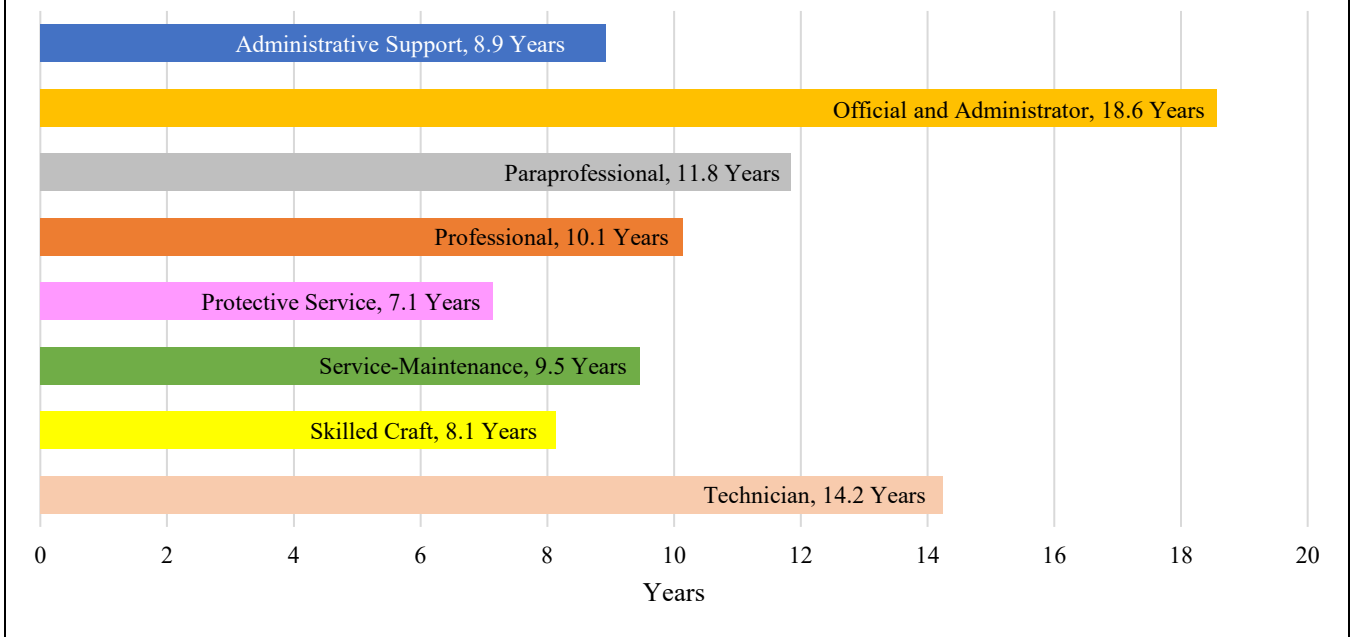 Administrative Support, 8.9 Years
Official and Administrator, 18.6 Years
Paraprofessional, 11.8 Years
Professional, 10.1 Years
Protective Service, 7.1 Years
Service-Maintenance, 9.5 Years
Skilled Craft, 8.1 Years
Technician, 14.2 Years
0 2 4 6 8 10 12 14 16 18 20
Years